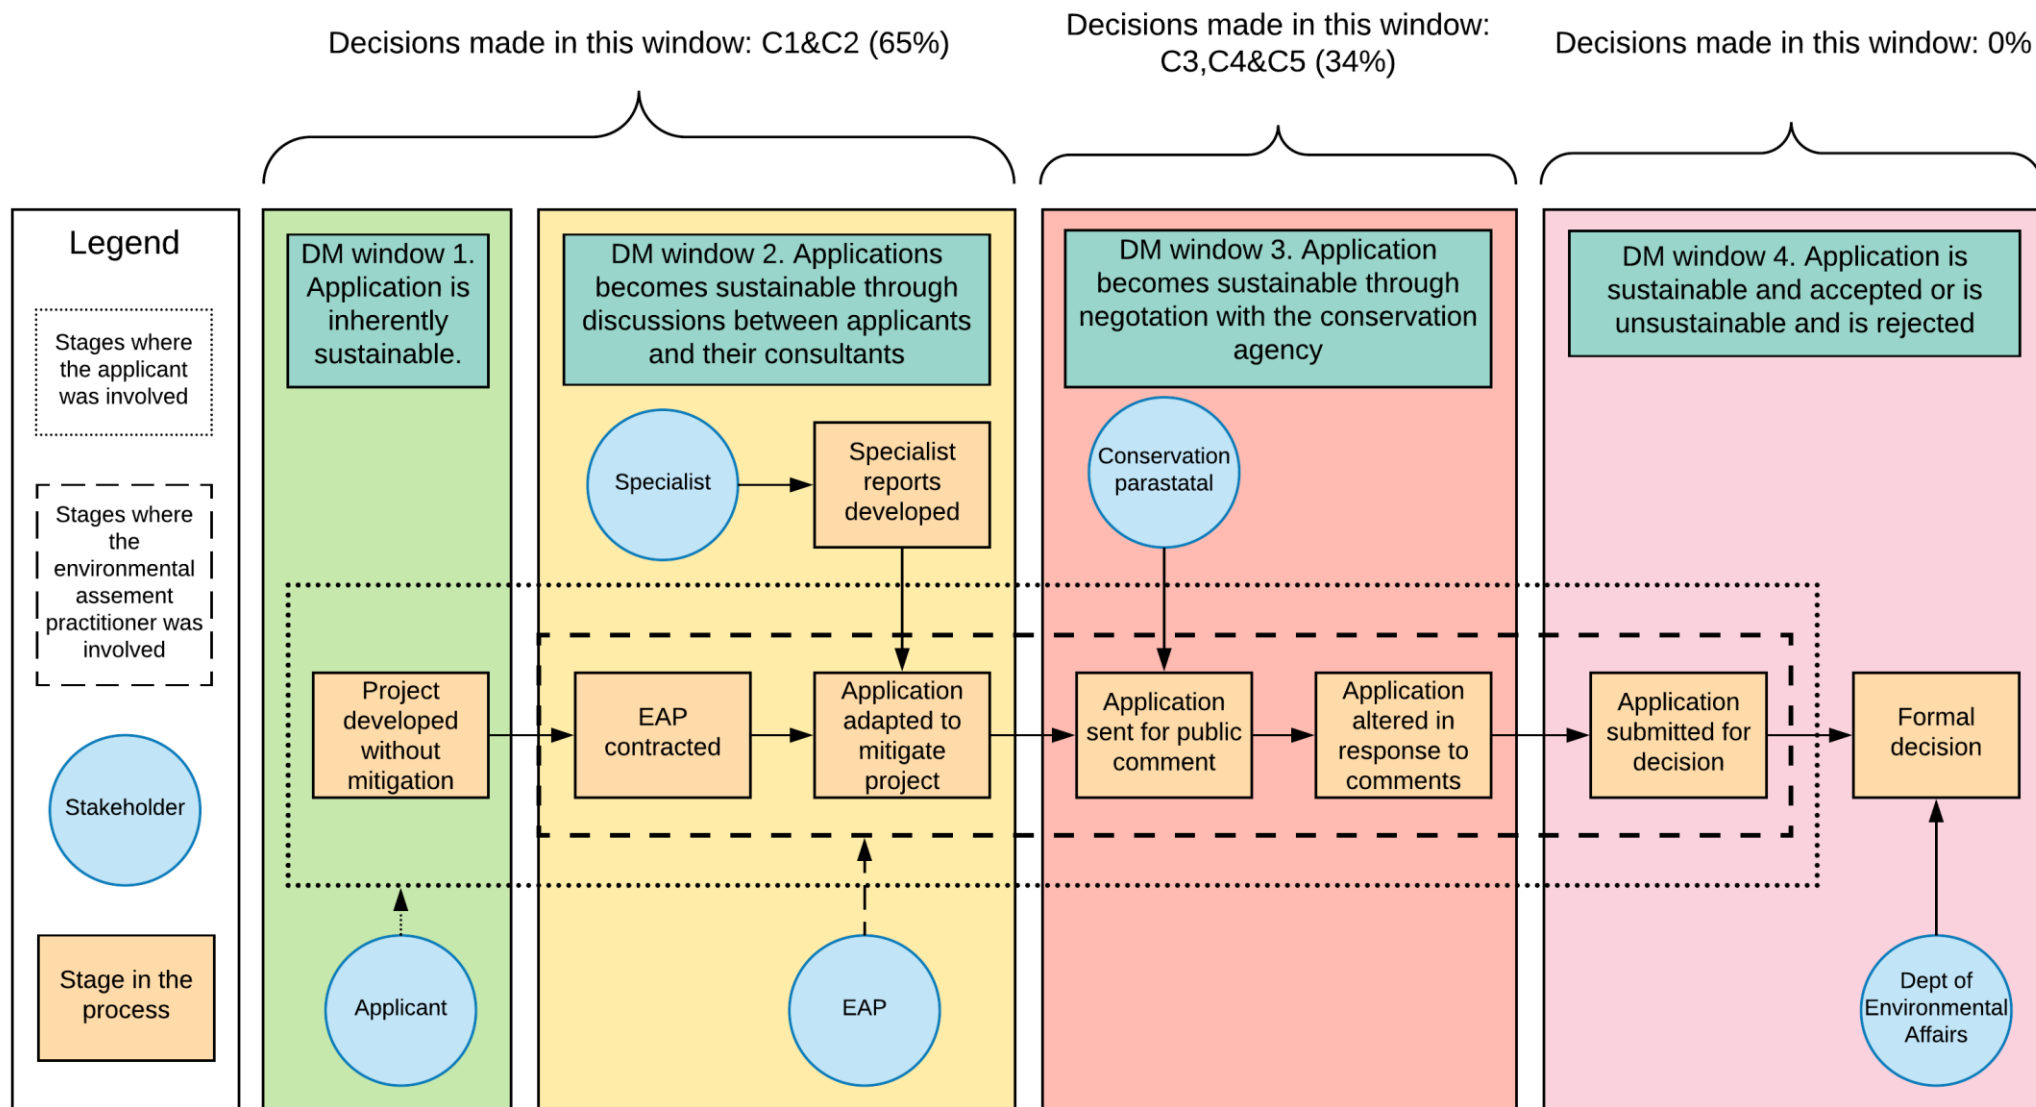 Decisions made in this window: C1&C2 (65%)
Decisions made in this window:
C3,C4&C5 (34%)
Decisions made in this window: 0%
Legend
Stages where
the applicant
was involved
Stages where
the
environmental
assement
practitioner was
involved
Stakeholder
Stage in the
process
DM window 1.
Application is
inherently
sustainable.
Project
developed
without
mitigation
Applicant
DM window 2. Applications
becomes sustainable through
discussions between applicants
and their consultants
Specialist
Specialist
reports
developed
EAP
contracted
Application
adapted to
mitigate
project
EAP
DM window 3. Application
becomes sustainable through
negotation with the conservation
agency
Conservation
parastatal
Application
sent for public
comment
Application
altered in
response to
comments
DM window 4. Application is
sustainable and accepted or is
unsustainable and is rejected
Application
submitted for
decision
Formal
decision
Dept of
Environmental
Affairs